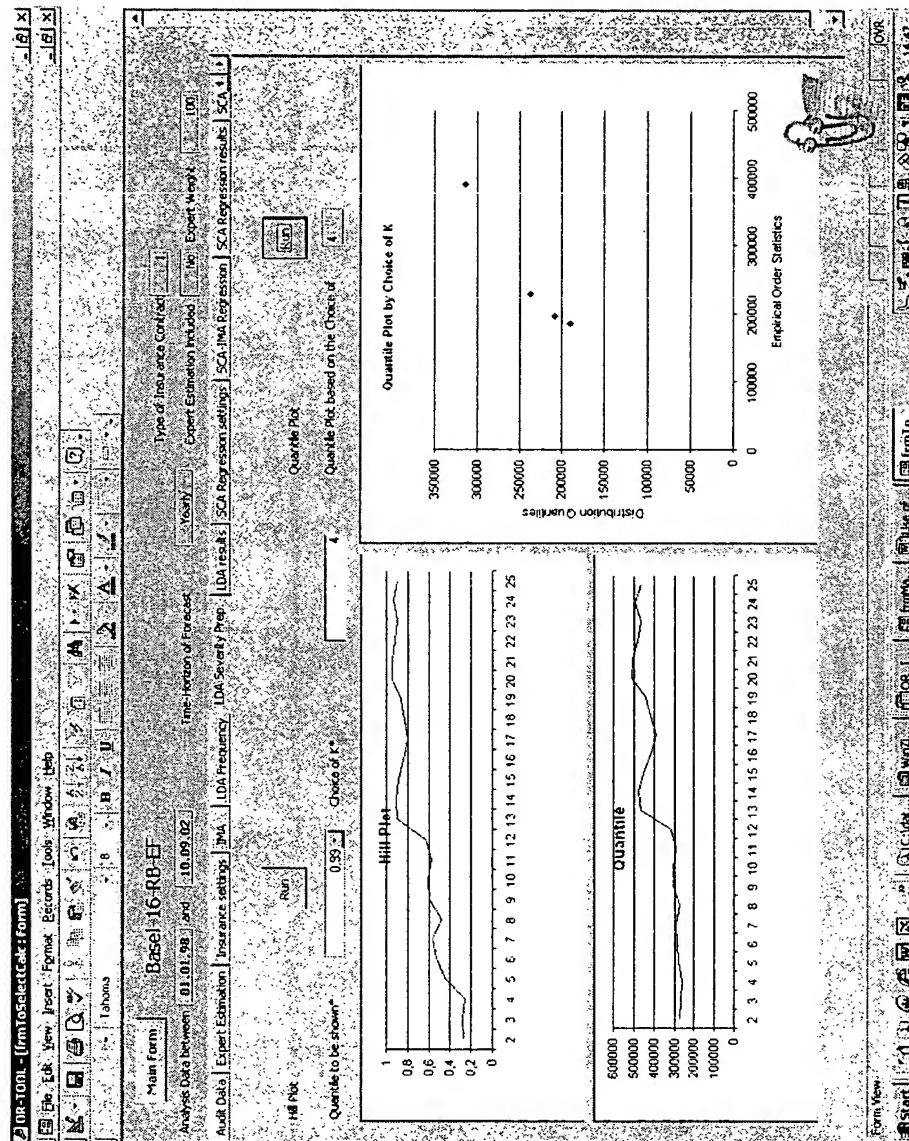 OR-TOOL - [frmToSelectCalc : Form]
File Edit View Insert Format Records Tools Window Help
Tahoma 8 B I U
Main Form Basel-16-RB-EF Type of Insurance Contract 1
Analysis Data between 01.01.98 and 10.09.02 Time-Horizon of Forecast Yearly Expert Estimation Included No Expert Weight 100
Audit Data Expert Estimation Insurance settings IMA LDA Frequency LDA Severity Prep LDA results SCA Regression settings SCA-IMA Regression SCA Regression results SCA
Hill Plot Run Quantile Plot Run
Quantile to be shown* 0.99 Choice of K* 4 Quantile Plot based on the Choice of 4
Hill Plot
1
0,8
0,6
0,4
0,2
0
2 3 4 5 6 7 8 9 10 11 12 13 14 15 16 17 18 19 20 21 22 23 24 25
Quantile
6000000
5000000
4000000
3000000
2000000
1000000
0
2 3 4 5 6 7 8 9 10 11 12 13 14 15 16 17 18 19 20 21 22 23 24 25
Quantile Plot by Choice of K
Distribution Quantiles
350000
300000
250000
200000
150000
100000
50000
0
0 100000 200000 300000 400000 500000
Empirical Order Statistics
Form View OVR
Start